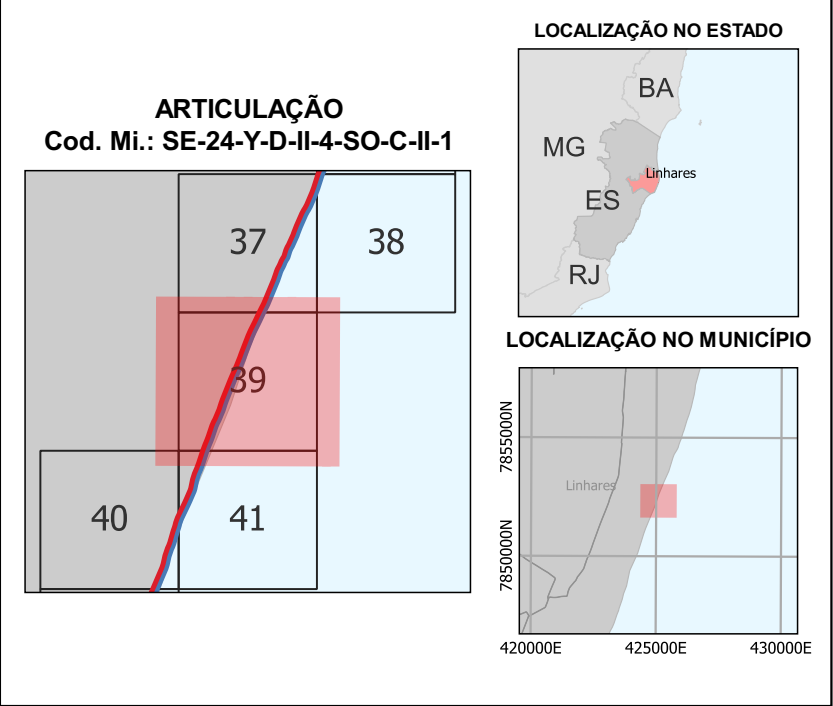 ARTICULAÇÃO
Cod. Mi.: SE-24-Y-D-II-4-SO-C-II-1
37
38
39
40
41
LOCALIZAÇÃO NO ESTADO
BA
MG
Linhares
ES
RJ
LOCALIZAÇÃO NO MUNICÍPIO
7855000N
Linhares
7850000N
420000E
425000E
430000E